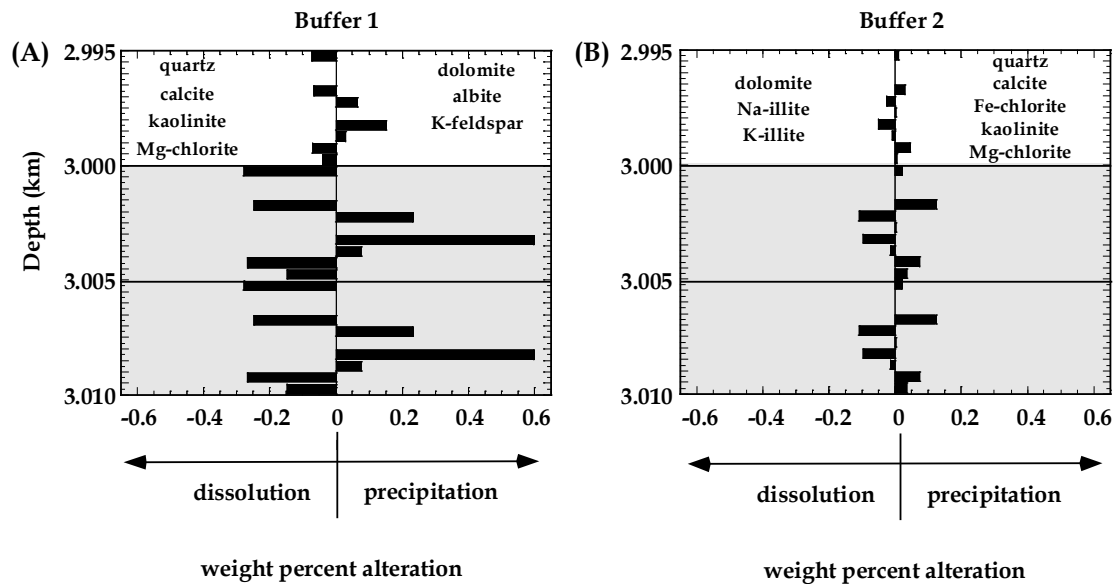 Buffer 1
(A)
2.995
3.000
3.005
3.010
Depth (km)
quartz
calcite
kaolinite
Mg-chlorite
dolomite
albite
K-feldspar
-0.6
-0.4
-0.2
0
0.2
0.4
0.6
dissolution
precipitation
weight percent alteration
Buffer 2
(B)
2.995
3.000
3.005
3.010
dolomite
Na-illite
K-illite
quartz
calcite
Fe-chlorite
kaolinite
Mg-chlorite
-0.6
-0.4
-0.2
0
0.2
0.4
0.6
dissolution
precipitation
weight percent alteration